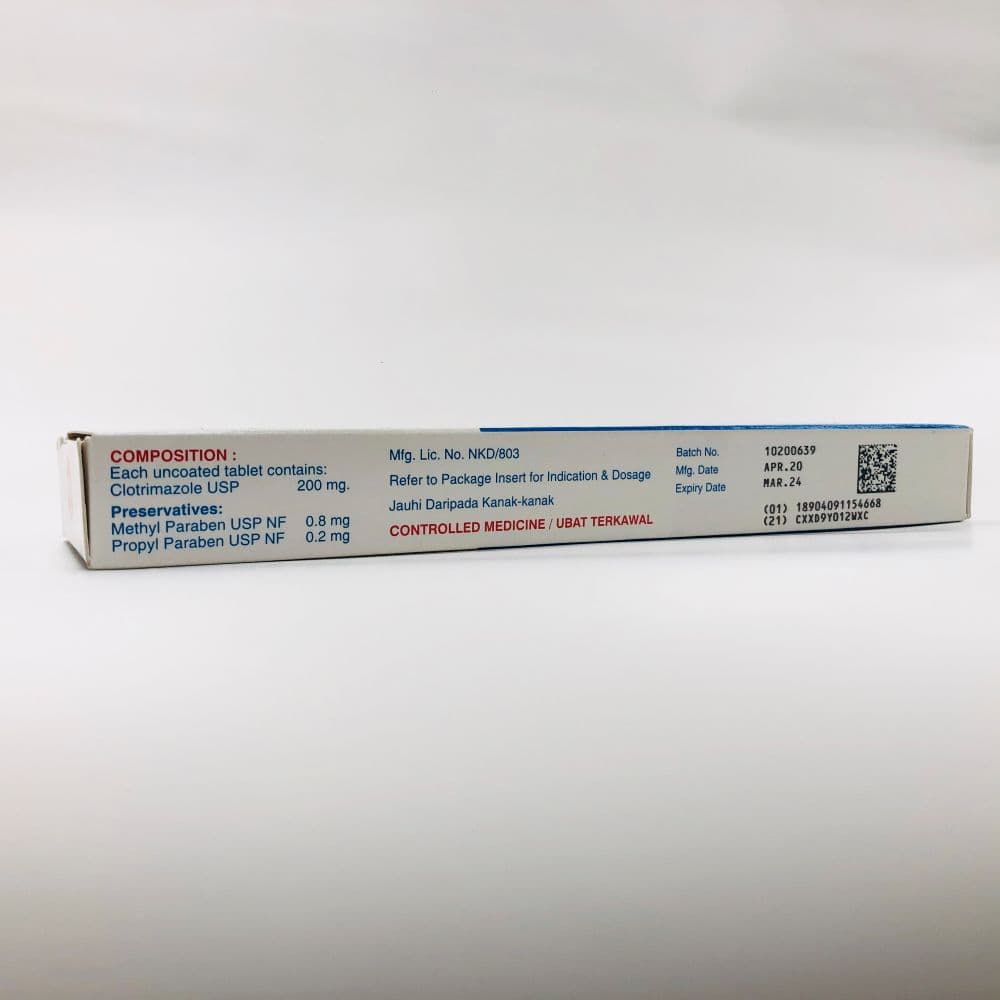 COMPOSITION :
Each uncoated tablet contains:
Clotrimazole USP 200 mg.
Preservatives:
Methyl Paraben USP NF 0.8 mg
Propyl Paraben USP NF 0.2 mg
Mfg. Lic. No. NKD/803
Refer to Package Insert for Indication & Dosage
Jauhi Daripada Kanak-kanak
CONTROLLED MEDICINE / UBAT TERKAWAL
Batch No. 10200639
Mfg. Date APR.20
Expiry Date MAR.24
(01) 18904091154668
(21) CXXD9Y012WXC